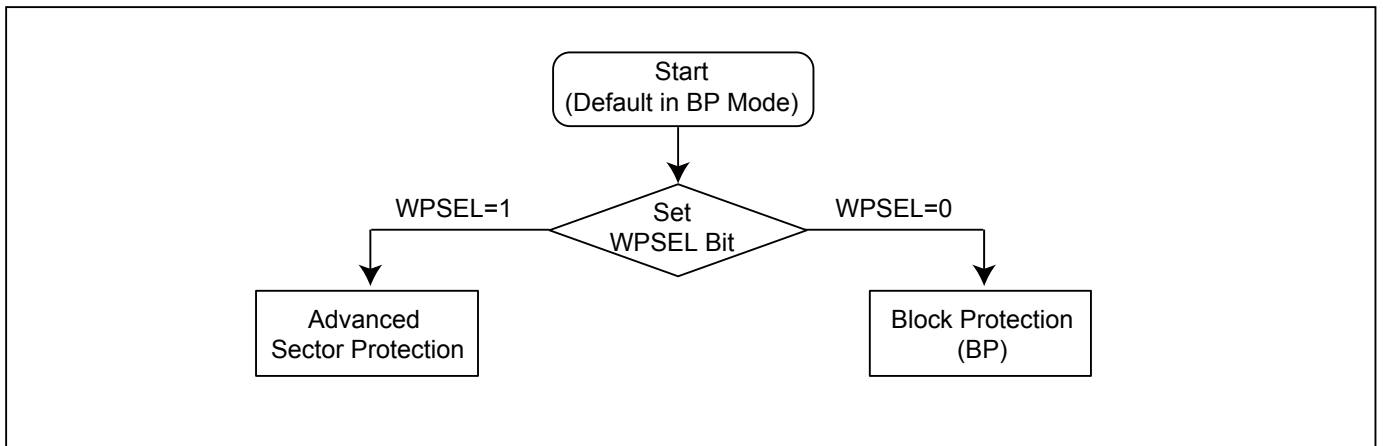 Start
(Default in BP Mode)
WPSEL=1
Set
WPSEL Bit
WPSEL=0
Advanced
Sector Protection
Block Protection
(BP)